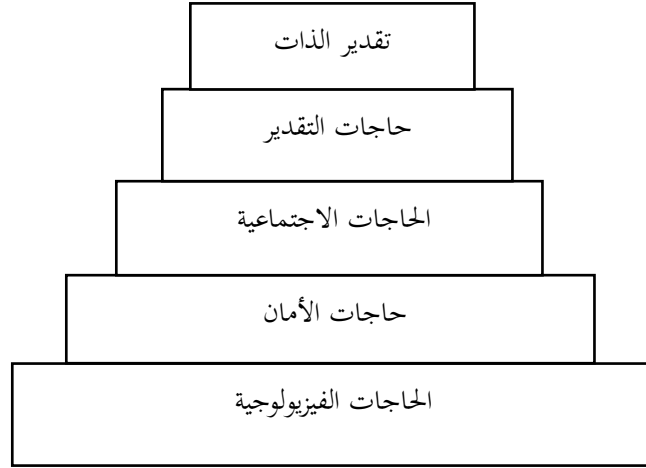 تقدير الذات
حاجات التقدير
الحاجات الاجتماعية
حاجات الأمان
الحاجات الفيزيولوجية